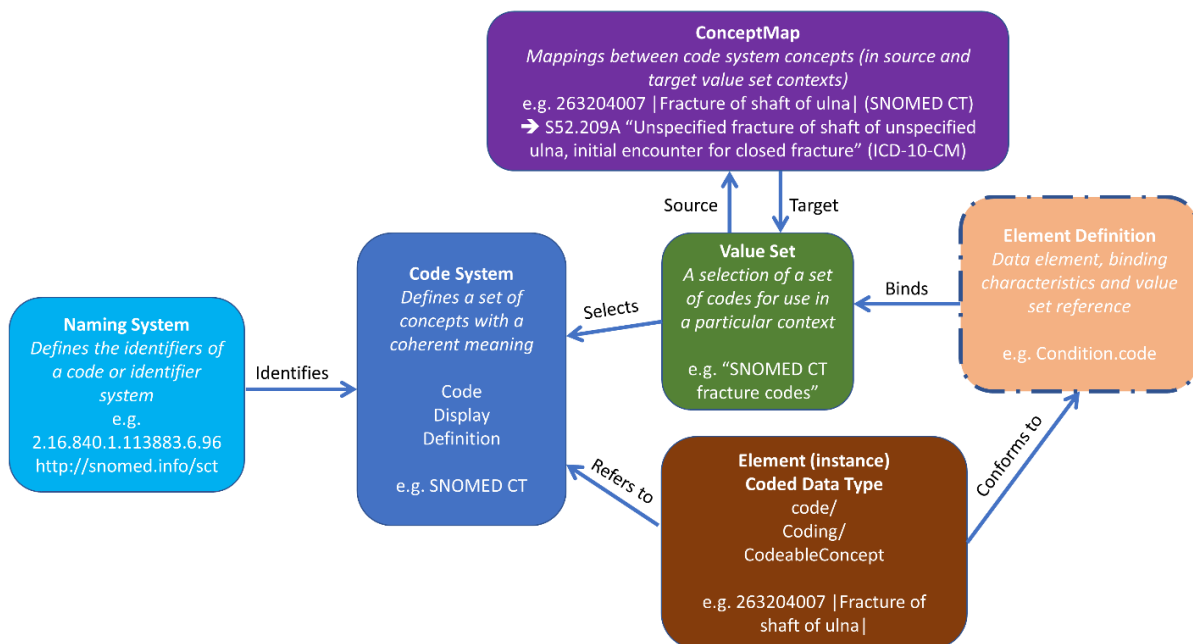 ConceptMap
Mappings between code system concepts (in source and
target value set contexts)
e.g. 263204007 |Fracture of shaft of ulna| (SNOMED CT)
➔ S52.209A “Unspecified fracture of shaft of unspecified
ulna, initial encounter for closed fracture” (ICD-10-CM)
Source
Target
Naming System
Defines the identifiers of
a code or identifier
system
e.g.
2.16.840.1.113883.6.96
http://snomed.info/sct
Identifies
Code System
Defines a set of
concepts with a
coherent meaning
Code
Display
Definition
e.g. SNOMED CT
Selects
Value Set
A selection of a set
of codes for use in
a particular context
e.g. “SNOMED CT
fracture codes”
Binds
Element Definition
Data element, binding
characteristics and value
set reference
e.g. Condition.code
Refers to
Element (instance)
Coded Data Type
code/
Coding/
CodeableConcept
e.g. 263204007 |Fracture of
shaft of ulna|
Conforms to